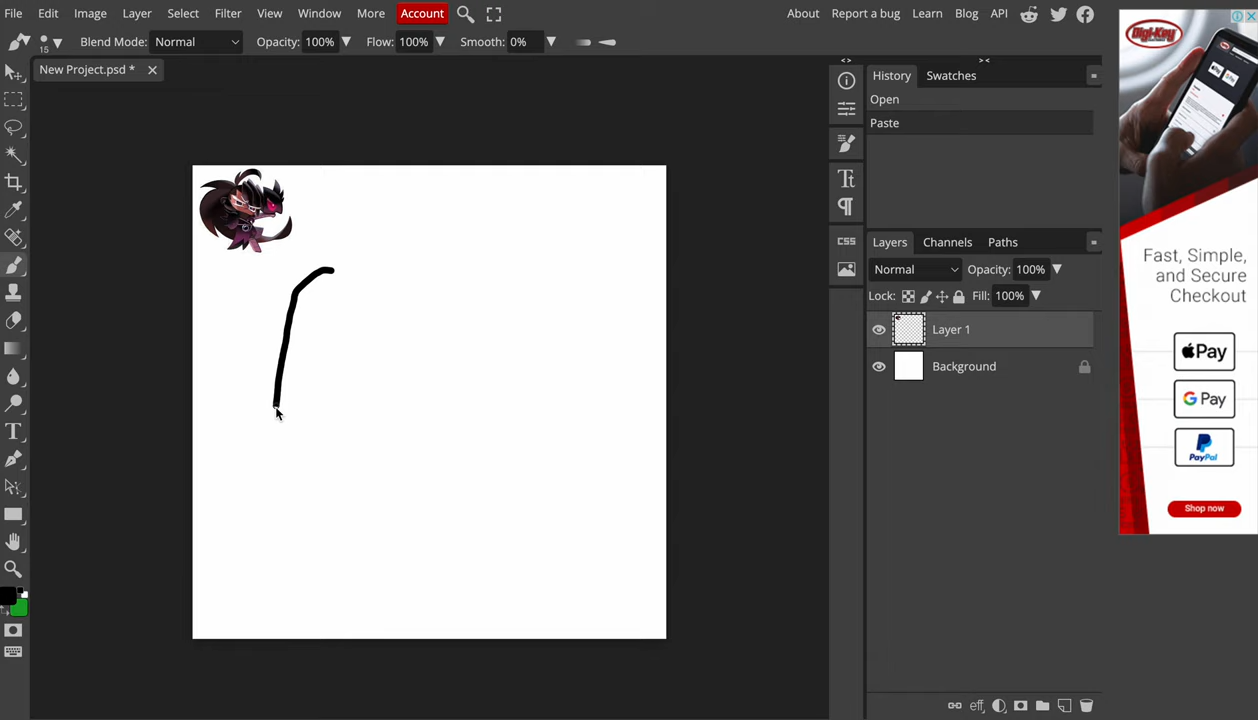 File Edit Image Layer Select Filter View Window More Account About Report a bug Learn Blog API
15 Blend Mode: Normal Opacity: 100% Flow: 100% Smooth: 0%
New Project.psd *
History Swatches
Open
Paste
CSS
Layers Channels Paths
Normal Opacity: 100%
Lock: Fill: 100%
Layer 1
Background
eff
Digi-Key
Fast, Simple,
and Secure
Checkout
Pay
G Pay
PayPal
Shop now